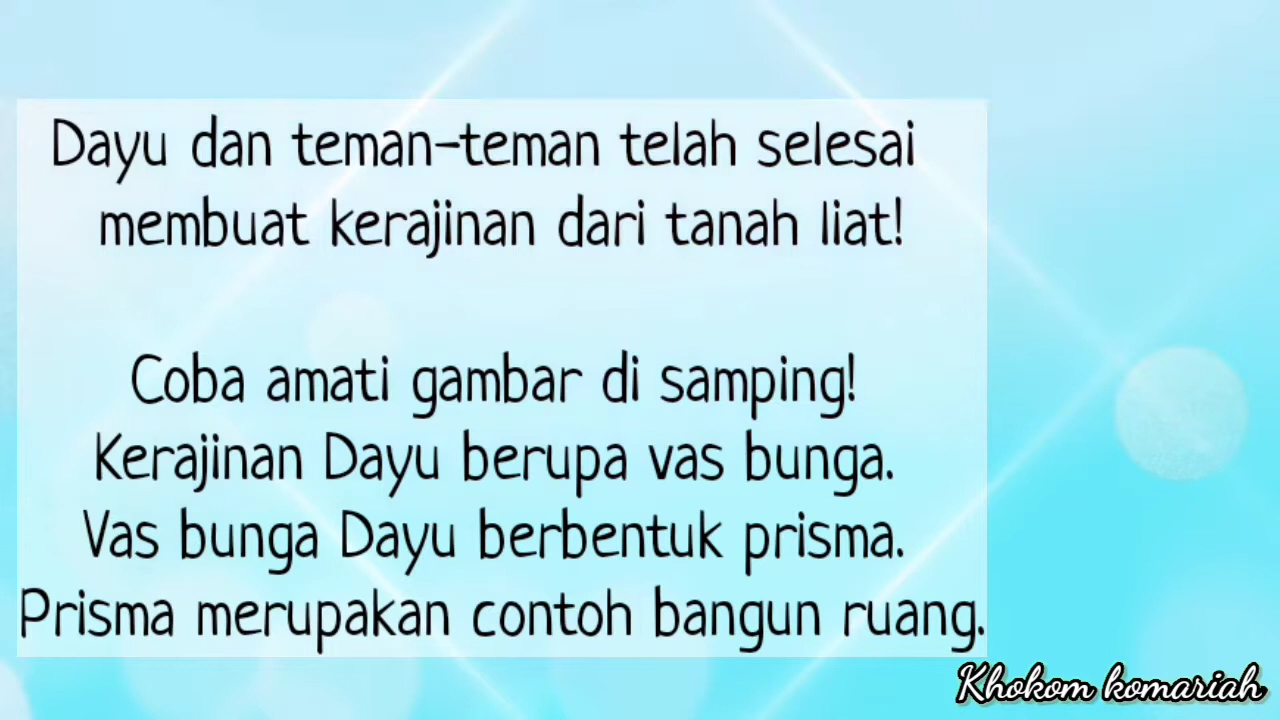 Dayu dan teman-teman telah selesai
membuat kerajinan dari tanah liat!
Coba amati gambar di samping!
Kerajinan Dayu berupa vas bunga.
Vas bunga Dayu berbentuk prisma.
Prisma merupakan contoh bangun ruang.
Khokom komariah